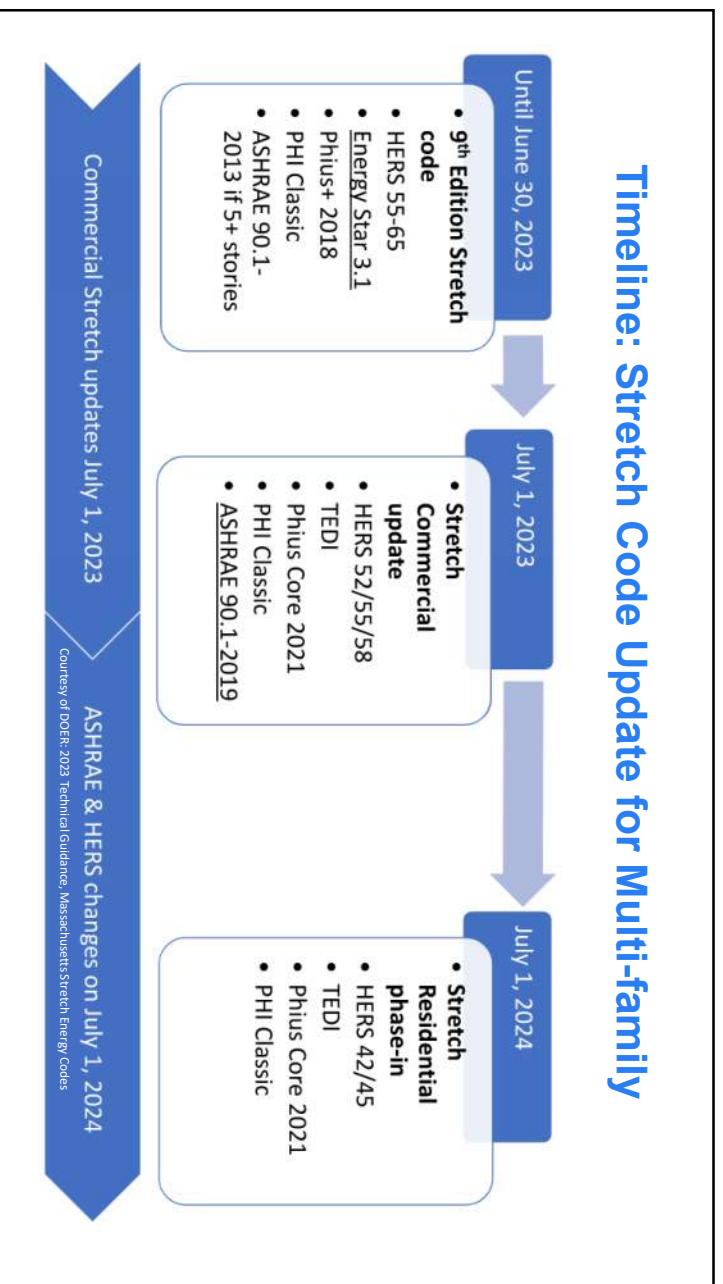 Timeline: Stretch Code Update for Multi-family
Until June 30, 2023
• 9th Edition Stretch
code
• HERS 55-65
• Energy Star 3.1
• Phius+ 2018
• PHI Classic
• ASHRAE 90.1-
2013 if 5+ stories
July 1, 2023
• Stretch
Commercial
update
• HERS 52/55/58
• TEDI
• Phius Core 2021
• PHI Classic
• ASHRAE 90.1-2019
July 1, 2024
• Stretch
Residential
phase-in
• HERS 42/45
• TEDI
• Phius Core 2021
• PHI Classic
Commercial Stretch updates July 1, 2023
ASHRAE & HERS changes on July 1, 2024
Courtesy of DOER: 2023 Technical Guidance, Massachusetts Stretch Energy Codes